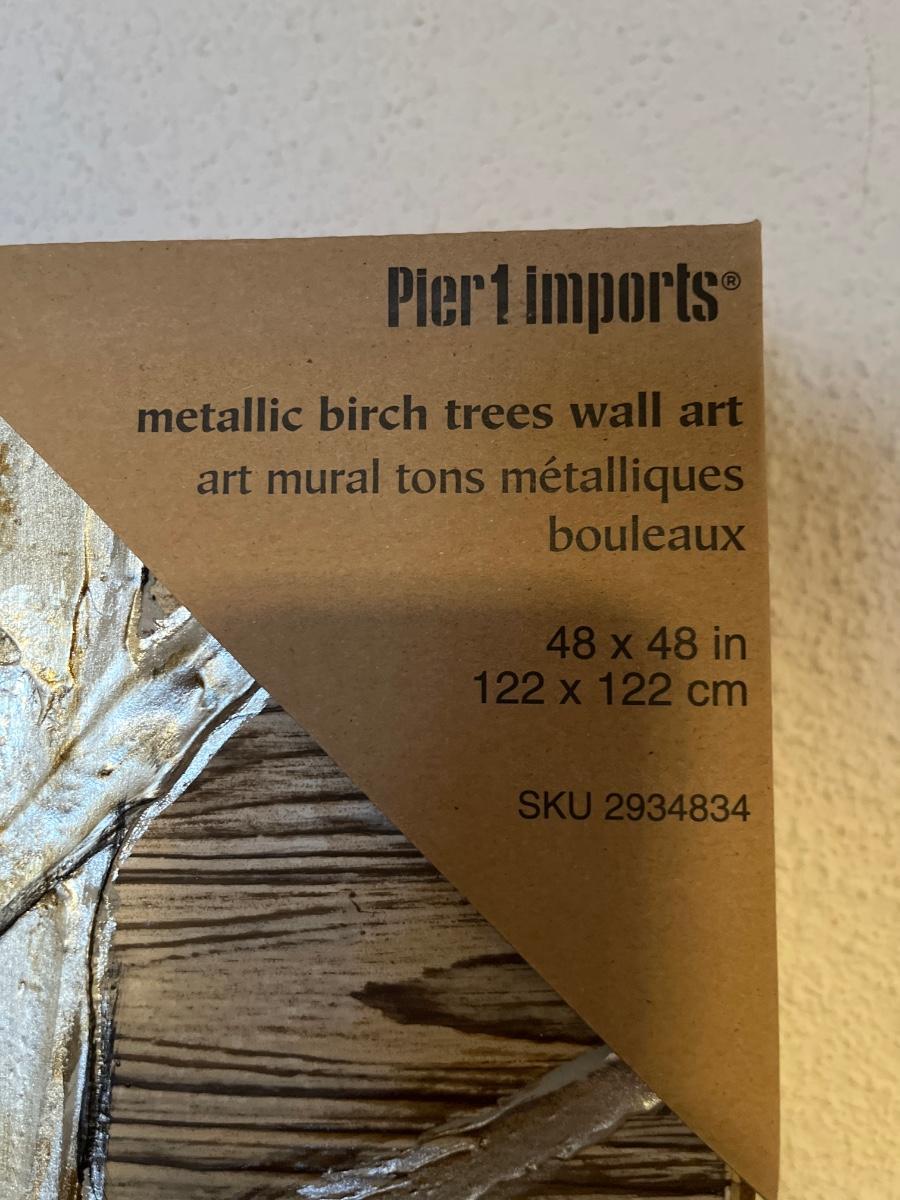 Pier1 imports®
metallic birch trees wall art
art mural tons métalliques
bouleaux
48 x 48 in
122 x 122 cm
SKU 2934834